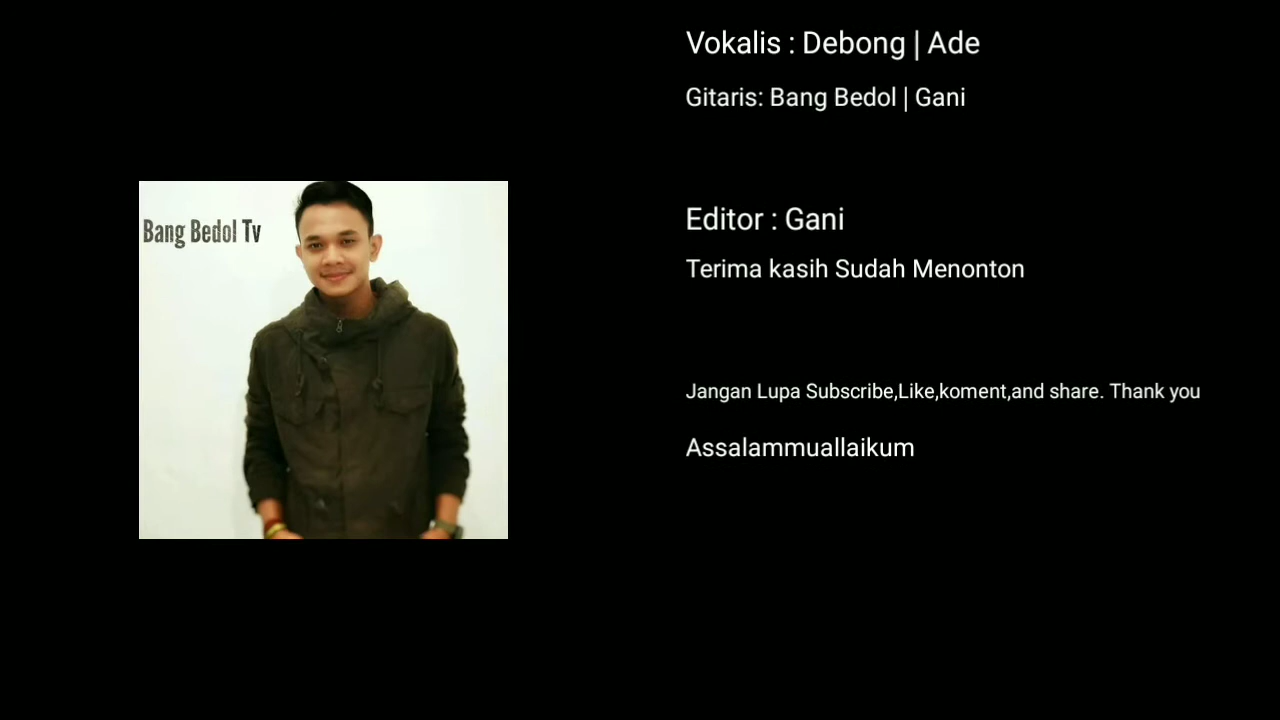 Vokalis : Debong | Ade
Gitaris: Bang Bedol | Gani
Bang Bedol Tv
Editor : Gani
Terima kasih Sudah Menonton
Jangan Lupa Subscribe,Like,koment,and share. Thank you
Assalammuallaikum